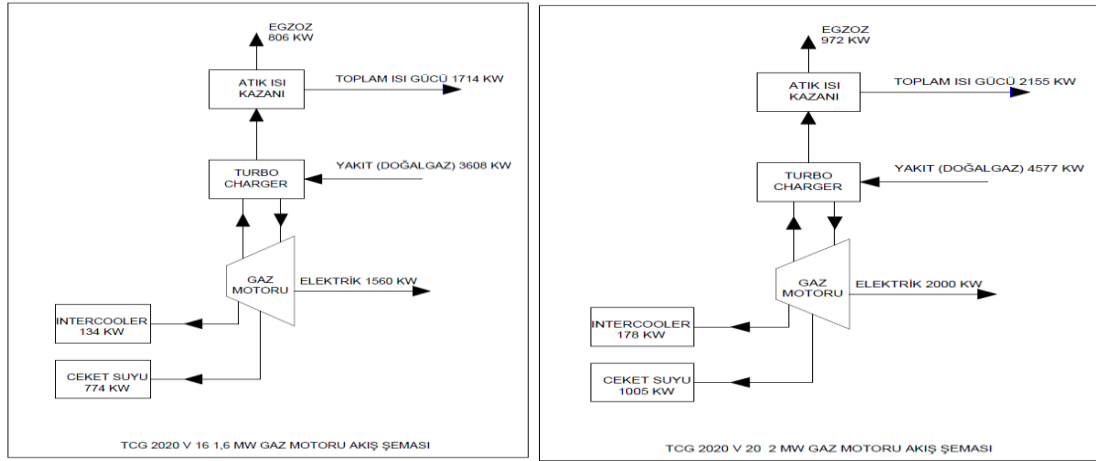 EGZOZ
806 KW
ATIK ISI
KAZANI
TOPLAM ISI GÜCÜ 1714 KW
TURBO
CHARGER
YAKIT (DOĞALGAZ) 3608 KW
GAZ
MOTORU
ELEKTRİK 1560 KW
INTERCOOLER
134 KW
CEKET SUYU
774 KW
TCG 2020 V 16 1,6 MW GAZ MOTORU AKIŞ ŞEMASI
EGZOZ
972 KW
ATIK ISI
KAZANI
TOPLAM ISI GÜCÜ 2155 KW
TURBO
CHARGER
YAKIT (DOĞALGAZ) 4577 KW
GAZ
MOTORU
ELEKTRİK 2000 KW
INTERCOOLER
178 KW
CEKET SUYU
1005 KW
TCG 2020 V 20 2 MW GAZ MOTORU AKIŞ ŞEMASI